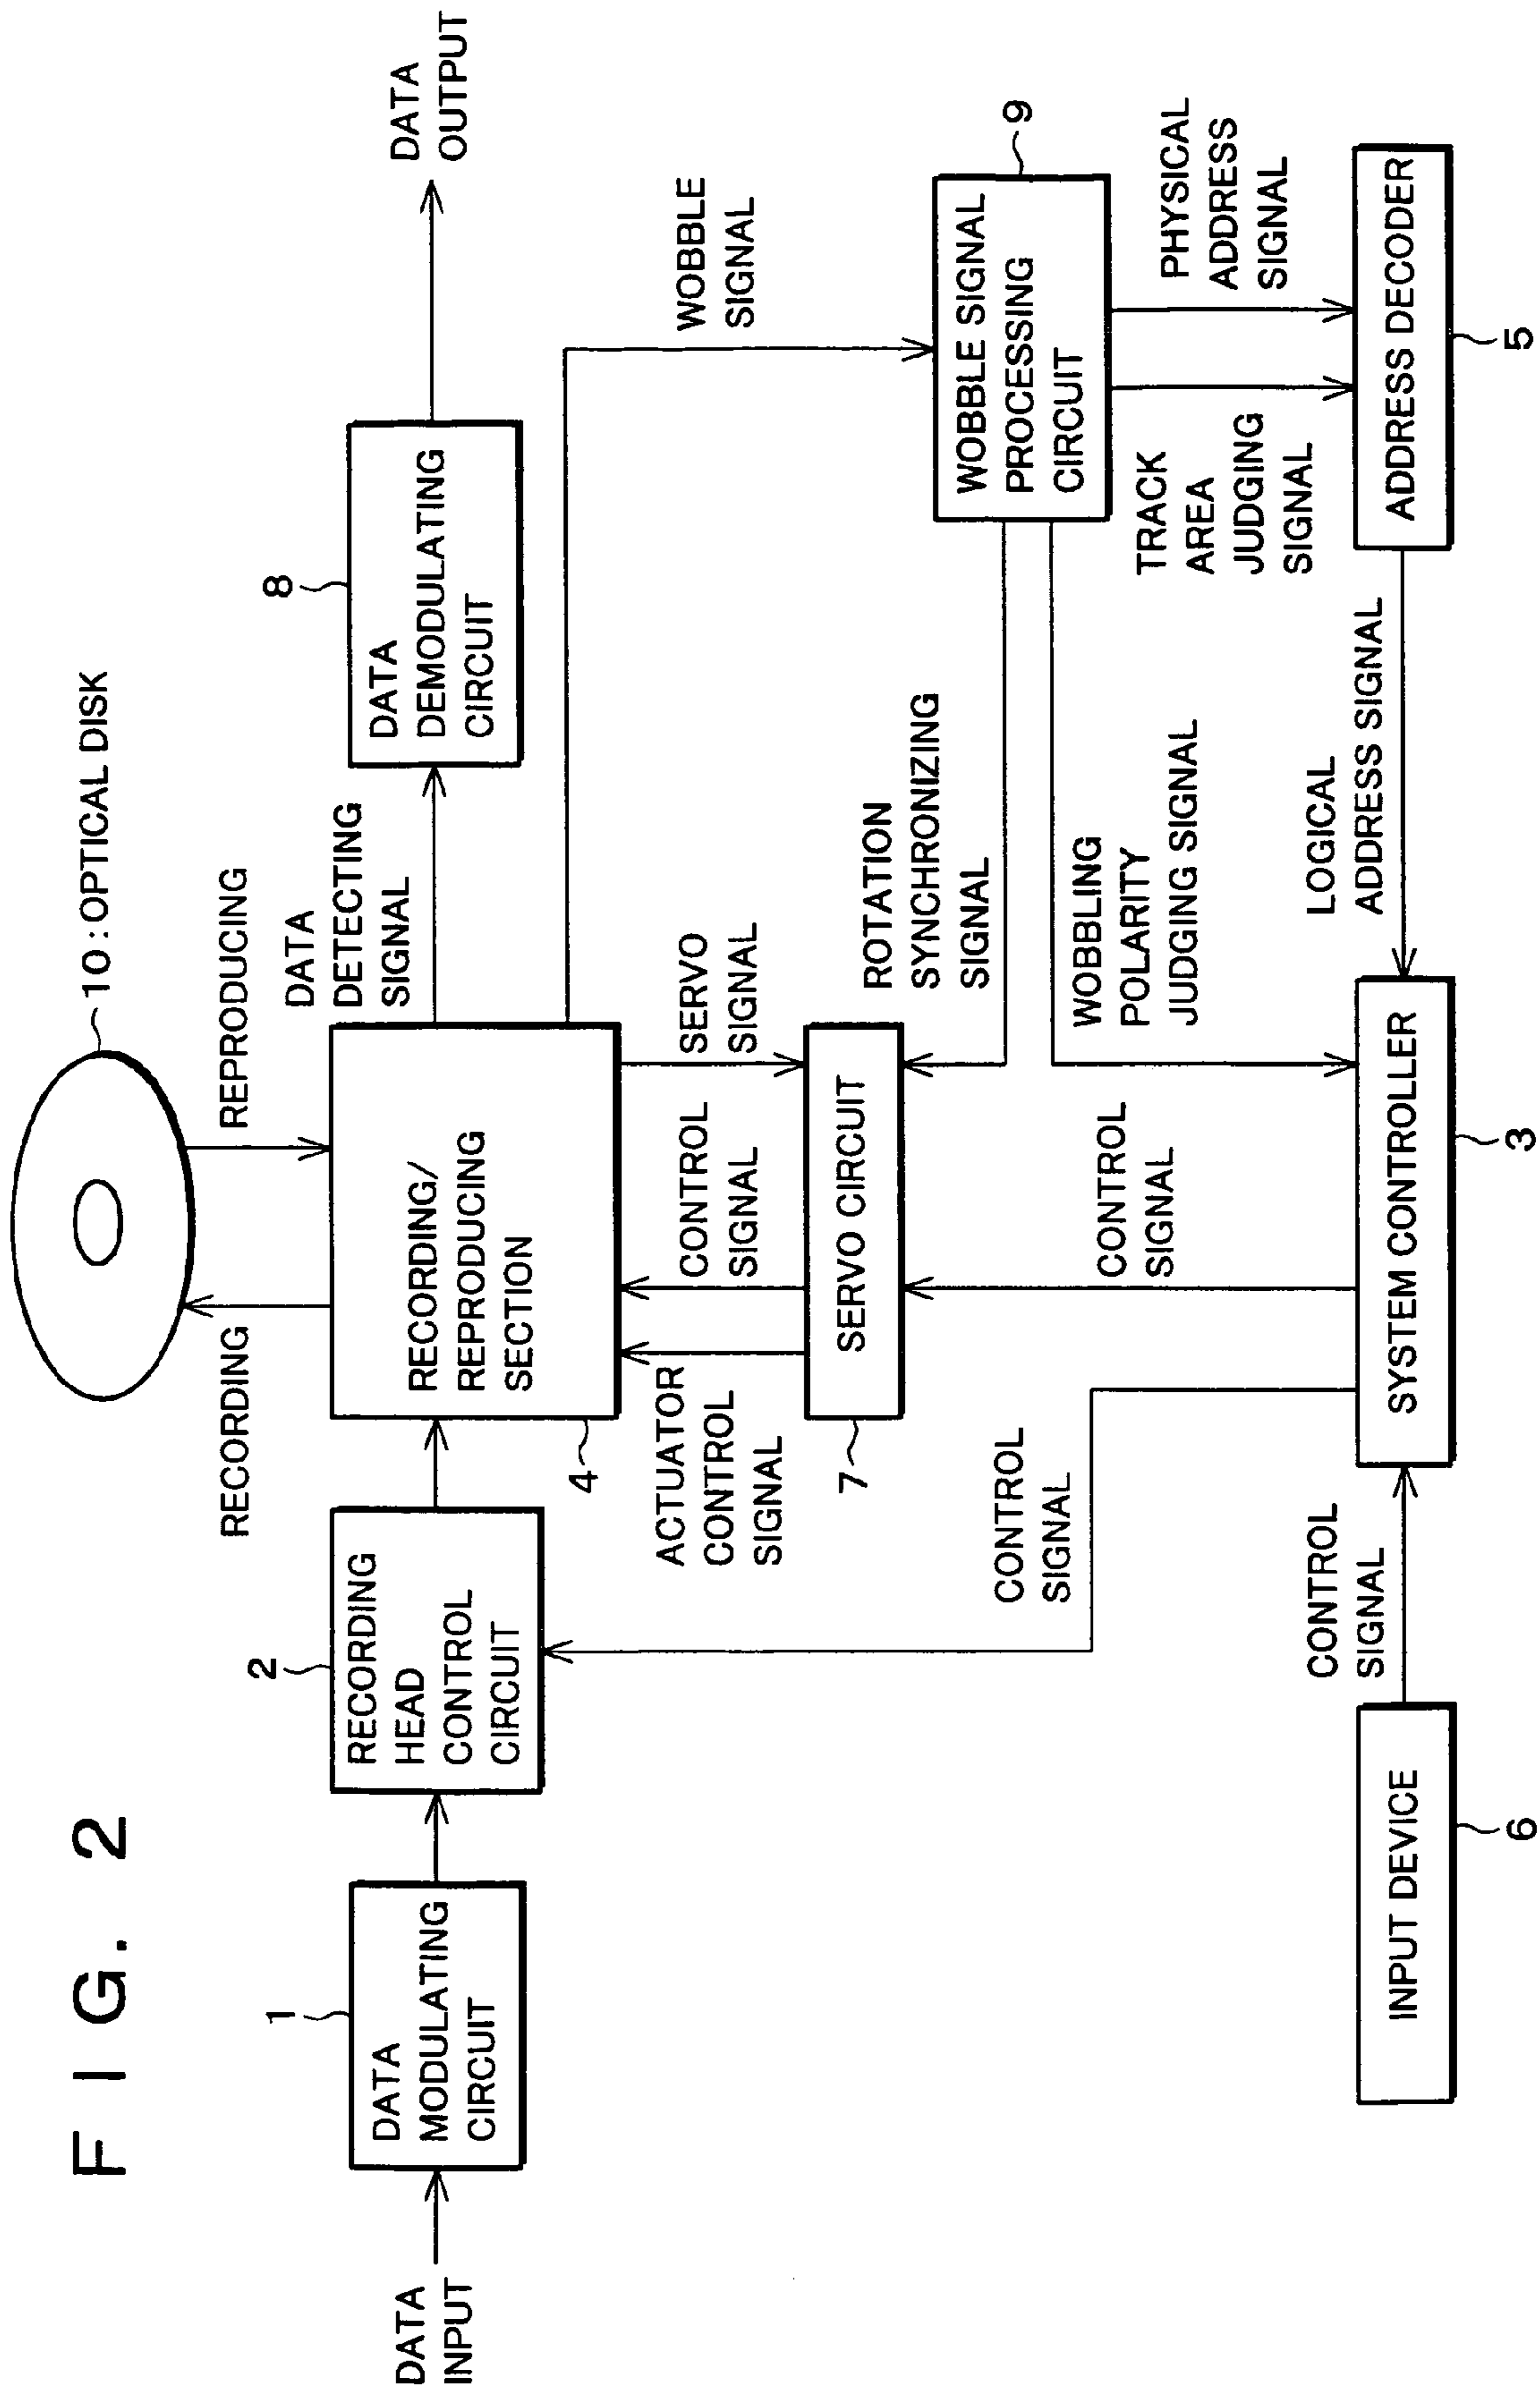 FIG. 2
10 : OPTICAL DISK
RECORDING
REPRODUCING
DATA
INPUT
1
DATA
MODULATING
CIRCUIT
2
RECORDING
HEAD
CONTROL
CIRCUIT
RECORDING/
REPRODUCING
SECTION
4
DATA
DETECTING
SIGNAL
8
DATA
DEMODULATING
CIRCUIT
DATA
OUTPUT
ACTUATOR
CONTROL
SIGNAL
CONTROL
SIGNAL
SERVO
SIGNAL
WOBBLE
SIGNAL
SERVO CIRCUIT
7
ROTATION
SYNCHRONIZING
SIGNAL
WOBBLE SIGNAL
PROCESSING
CIRCUIT
9
CONTROL
SIGNAL
CONTROL
SIGNAL
WOBBLING
POLARITY
JUDGING SIGNAL
TRACK
AREA
JUDGING
SIGNAL
PHYSICAL
ADDRESS
SIGNAL
INPUT DEVICE
6
CONTROL
SIGNAL
SYSTEM CONTROLLER
3
LOGICAL
ADDRESS SIGNAL
ADDRESS DECODER
5